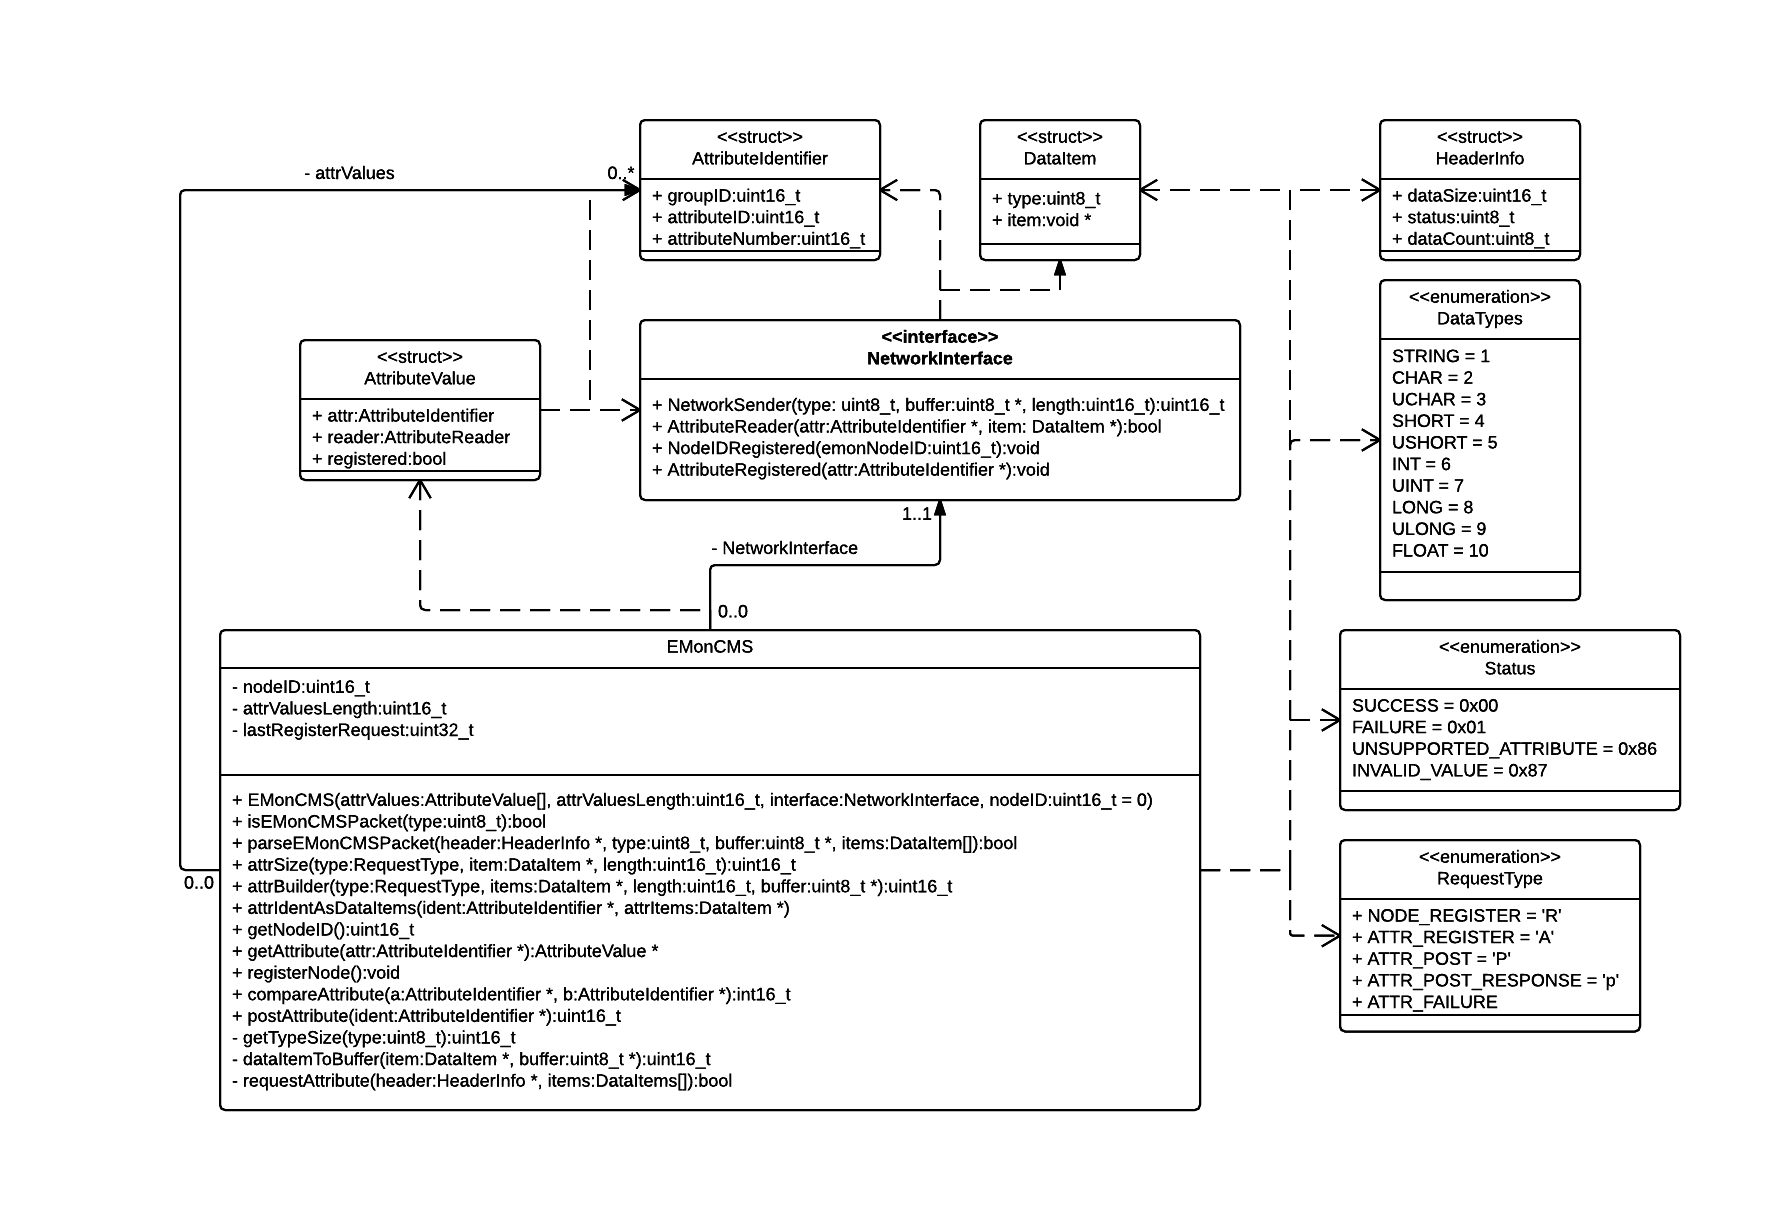 <<struct>>
AttributeIdentifier
+ groupID:uint16_t
+ attributeID:uint16_t
+ attributeNumber:uint16_t
<<struct>>
DataItem
+ type:uint8_t
+ item:void *
<<struct>>
HeaderInfo
+ dataSize:uint16_t
+ status:uint8_t
+ dataCount:uint8_t
- attrValues
0..*
<<enumeration>>
DataTypes
STRING = 1
CHAR = 2
UCHAR = 3
SHORT = 4
USHORT = 5
INT = 6
UINT = 7
LONG = 8
ULONG = 9
FLOAT = 10
<<interface>>
NetworkInterface
+ NetworkSender(type: uint8_t, buffer:uint8_t *, length:uint16_t):uint16_t
+ AttributeReader(attr:AttributeIdentifier *, item: DataItem *):bool
+ NodeIDRegistered(emonNodeID:uint16_t):void
+ AttributeRegistered(attr:AttributeIdentifier *):void
<<struct>>
AttributeValue
+ attr:AttributeIdentifier
+ reader:AttributeReader
+ registered:bool
1..1
- NetworkInterface
0..0
EMonCMS
- nodeID:uint16_t
- attrValuesLength:uint16_t
- lastRegisterRequest:uint32_t
+ EMonCMS(attrValues:AttributeValue[], attrValuesLength:uint16_t, interface:NetworkInterface, nodeID:uint16_t = 0)
+ isEMonCMSPacket(type:uint8_t):bool
+ parseEMonCMSPacket(header:HeaderInfo *, type:uint8_t, buffer:uint8_t *, items:DataItem[]):bool
+ attrSize(type:RequestType, item:DataItem *, length:uint16_t):uint16_t
+ attrBuilder(type:RequestType, items:DataItem *, length:uint16_t, buffer:uint8_t *):uint16_t
+ attrIdentAsDataItems(ident:AttributeIdentifier *, attrItems:DataItem *)
+ getNodeID():uint16_t
+ getAttribute(attr:AttributeIdentifier *):AttributeValue *
+ registerNode():void
+ compareAttribute(a:AttributeIdentifier *, b:AttributeIdentifier *):int16_t
+ postAttribute(ident:AttributeIdentifier *):uint16_t
- getTypeSize(type:uint8_t):uint16_t
- dataItemToBuffer(item:DataItem *, buffer:uint8_t *):uint16_t
- requestAttribute(header:HeaderInfo *, items:DataItems[]):bool
0..0
<<enumeration>>
Status
SUCCESS = 0x00
FAILURE = 0x01
UNSUPPORTED_ATTRIBUTE = 0x86
INVALID_VALUE = 0x87
<<enumeration>>
RequestType
+ NODE_REGISTER = 'R'
+ ATTR_REGISTER = 'A'
+ ATTR_POST = 'P'
+ ATTR_POST_RESPONSE = 'p'
+ ATTR_FAILURE